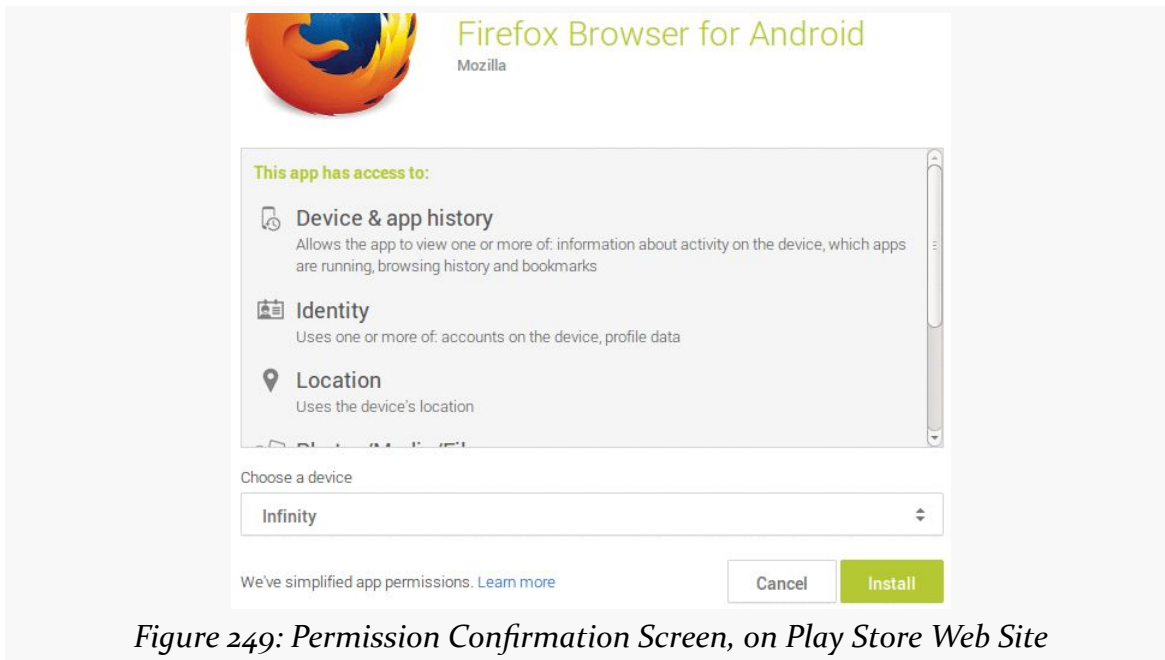 Firefox Browser for Android
Mozilla
This app has access to:
Device & app history
Allows the app to view one or more of: information about activity on the device, which apps
are running, browsing history and bookmarks
Identity
Uses one or more of: accounts on the device, profile data
Location
Uses the device's location
Choose a device
Infinity
We've simplified app permissions. Learn more
Cancel
Install
Figure 249: Permission Confirmation Screen, on Play Store Web Site